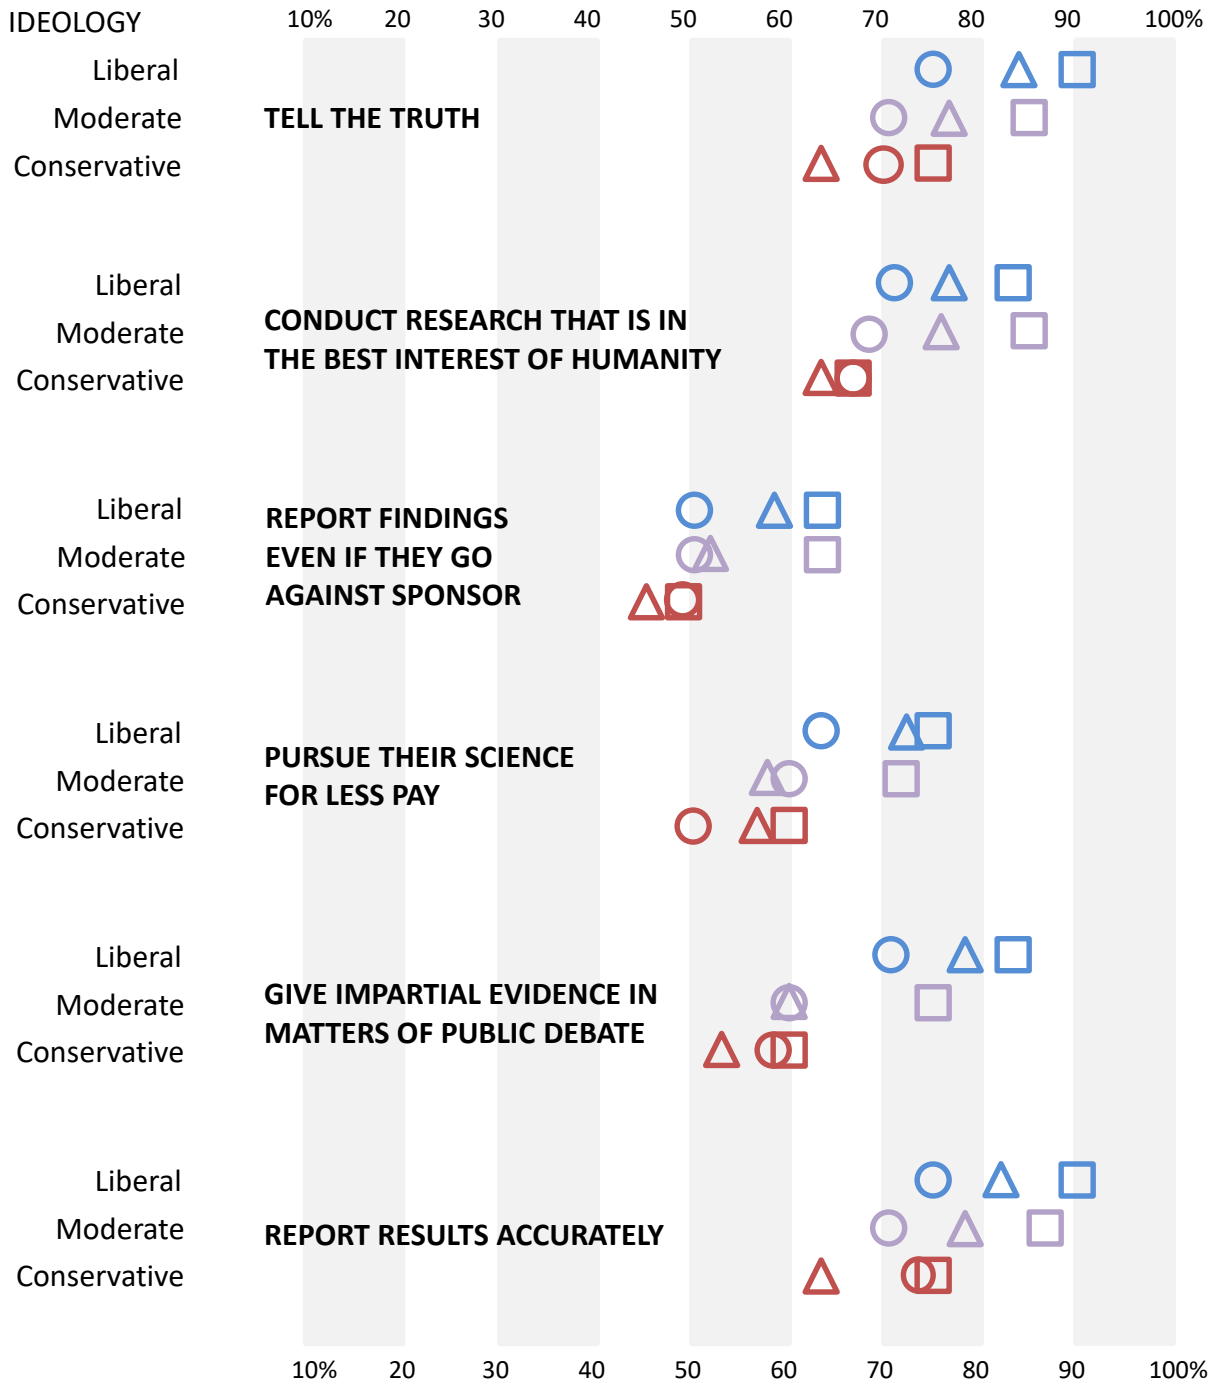 IDEOLOGY 10% 20 30 40 50 60 70 80 90 100%
Liberal
Moderate TELL THE TRUTH
Conservative
Liberal
Moderate
Conservative
CONDUCT RESEARCH THAT IS IN
THE BEST INTEREST OF HUMANITY
Liberal
Moderate
Conservative
REPORT FINDINGS
EVEN IF THEY GO
AGAINST SPONSOR
Liberal
Moderate
Conservative
PURSUE THEIR SCIENCE
FOR LESS PAY
Liberal
Moderate
Conservative
GIVE IMPARTIAL EVIDENCE IN
MATTERS OF PUBLIC DEBATE
Liberal
Moderate REPORT RESULTS ACCURATELY
Conservative
10% 20 30 40 50 60 70 80 90 100%